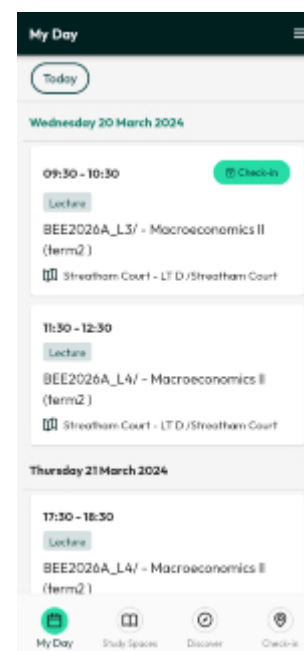 My Day
Today
Wednesday 20 March 2024
09:30 - 10:30
Check-in
Lecture
BEE2026A_L3/ - Macroeconomics II
(term2 )
Streatham Court - LT D /Streatham Court
11:30 - 12:30
Lecture
BEE2026A_L4/ - Macroeconomics II
(term2 )
Streatham Court - LT D /Streatham Court
Thursday 21 March 2024
17:30 - 18:30
Lecture
BEE2026A_L4/ - Macroeconomics II
(term2 )
My Day
Study Spaces
Discover
Check-in